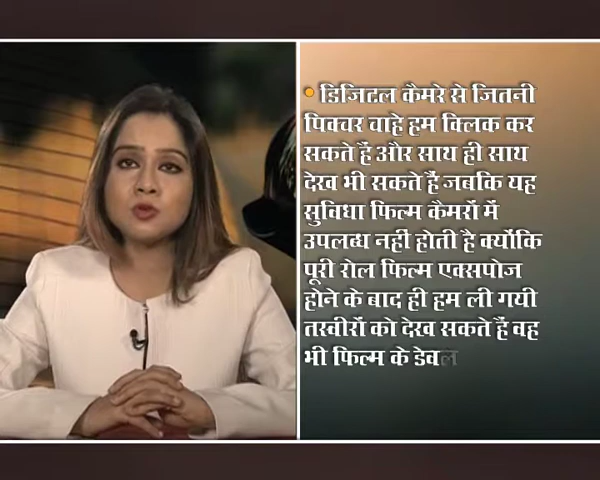 • डिजिटल कैमरे से जितनी
पिक्चर चाहे हम क्लिक कर
सकते हैं और साथ ही साथ
देख भी सकते हैं जबकि यह
सुविधा फिल्म कैमरों में
उपलब्ध नहीं होती है क्योंकि
पूरी रोल फिल्म एक्सपोज
होने के बाद ही हम ली गयी
तस्वीरों को देख सकते हैं वह
भी फिल्म के डेवल